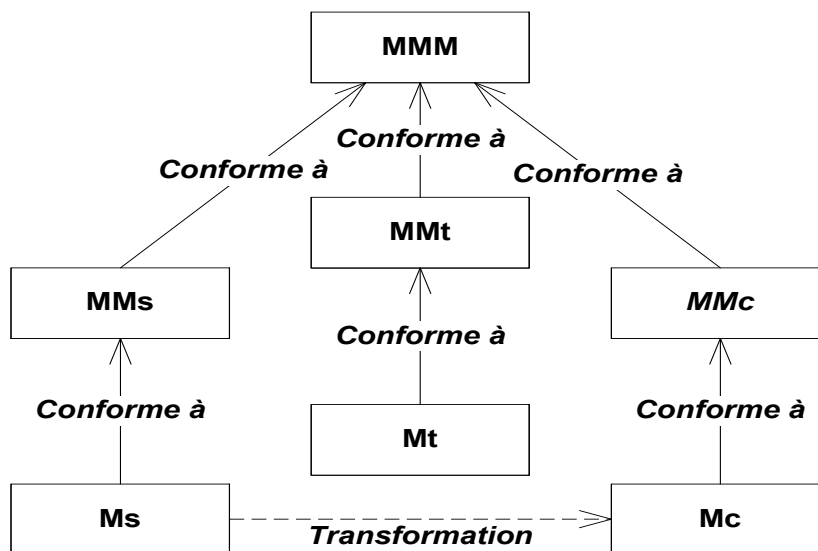 MMM
Conforme à
Conforme à
Conforme à
MMt
MMs
MMc
Conforme à
Conforme à
Conforme à
Mt
Ms
Mc
Transformation